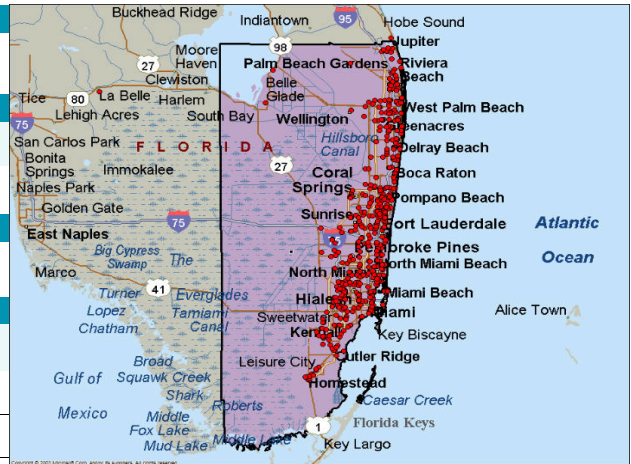 Buckhead Ridge
Indiantown
95
Hobe Sound
Moore
Haven
98
Jupiter
27
Clewiston
Palm Beach Gardens
Riviera
Beach
Tice
80
La Belle
Harlem
Belle
Glade
Lehigh Acres
South Bay
Wellington
West Palm Beach
75
San Carlos Park
FLORIDA
Hillsboro
Canal
Delray Beach
Bonita
Springs
Immokalee
27
Coral
Springs
Boca Raton
Naples Park
Pompano Beach
Golden Gate
75
Sunrise
Fort Lauderdale
Atlantic
Ocean
East Naples
Big Cypress
Swamp
The
Pembroke Pines
North Miami
North Miami Beach
Marco
41
Turner
Everglades
Hialeah
Miami Beach
Lopez
Tamiami
Canal
Sweetwater
Miami
Alice Town
Chatham
Kendall
Key Biscayne
Broad
Leisure City
Cutler Ridge
Gulf of
Mexico
Squawk Creek
Homestead
Shark
Roberts
Caesar Creek
Middle
Fox Lake
1
Florida Keys
Mud Lake
Middle Lake
Key Largo